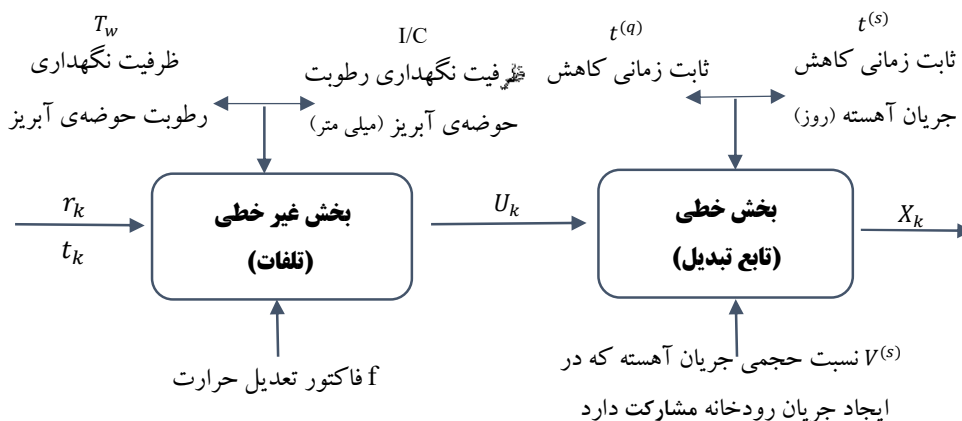 T_w
ظرفیت نگهداری
رطوبت حوضه‌ی آبریز
I/C
فیت نگهداری رطوبت
حوضه‌ی آبریز (میلی متر)
t^(q)
ثابت زمانی کاهش
t^(s)
ثابت زمانی کاهش
جریان آهسته (روز)
r_k
t_k
بخش غیر خطی
(تلفات)
U_k
بخش خطی
(تابع تبدیل)
X_k
f فاکتور تعدیل حرارت
V^(s) نسبت حجمی جریان آهسته که در
ایجاد جریان رودخانه مشارکت دارد